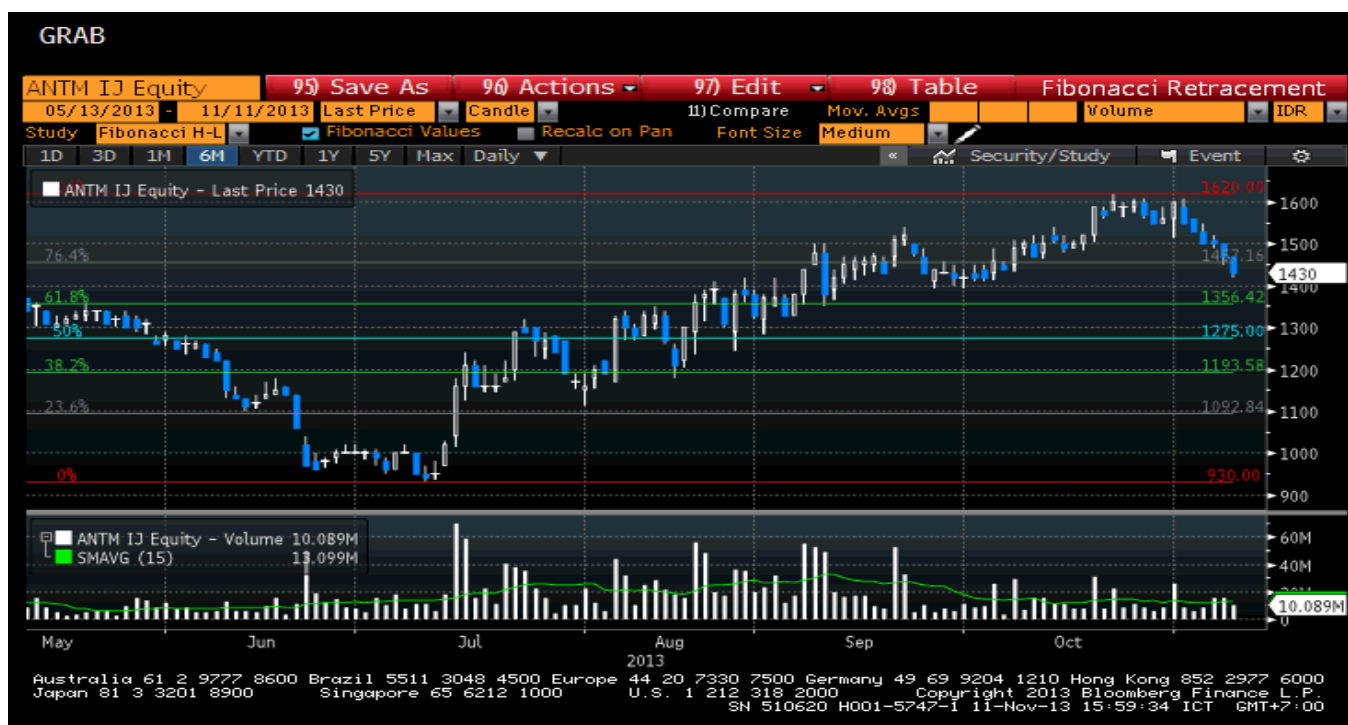 GRAB
ANTM IJ Equity 95) Save As 96) Actions 97) Edit 98) Table Fibonacci Retracement
05/13/2013 - 11/11/2013 Last Price Candle 11) Compare Mov. Avgs Volume IDR
Study Fibonacci H-L Fibonacci Values Recalc on Pan Font Size Medium
1D 3D 1M 6M YTD 1Y 5Y Max Daily ▼ « Security/Study Event
ANTM IJ Equity - Last Price 1430
1620.00
1600
1500
76.4% 1457.16
1430
1400
61.8% 1356.42
50% 1275.00 1300
38.2% 1193.58 1200
23.6% 1092.84 1100
1000
0% 930.00
900
ANTM IJ Equity - Volume 10.089M
SMAVG (15) 13.099M
60M
40M
10.089M
0
May Jun Jul Aug Sep Oct
2013
Australia 61 2 9777 8600 Brazil 5511 3048 4500 Europe 44 20 7330 7500 Germany 49 69 9204 1210 Hong Kong 852 2977 6000
Japan 81 3 3201 8900 Singapore 65 6212 1000 U.S. 1 212 318 2000 Copyright 2013 Bloomberg Finance L.P.
SN 510620 H001-5747-1 11-Nov-13 15:59:34 ICT GMT+7:00